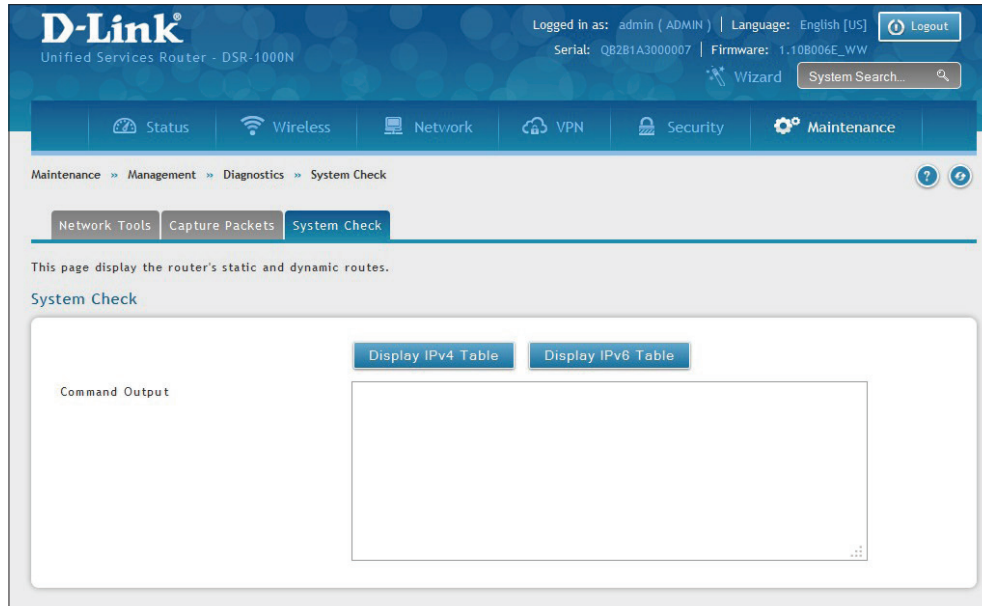 D-Link®
Unified Services Router - DSR-1000N
Logged in as: admin ( ADMIN ) | Language: English [US]
Logout
Serial: QB2B1A3000007 | Firmware: 1.10B006E_WW
Wizard
System Search...
Status
Wireless
Network
VPN
Security
Maintenance
Maintenance » Management » Diagnostics » System Check
?
Network Tools
Capture Packets
System Check
This page display the router's static and dynamic routes.
System Check
Display IPv4 Table
Display IPv6 Table
Command Output